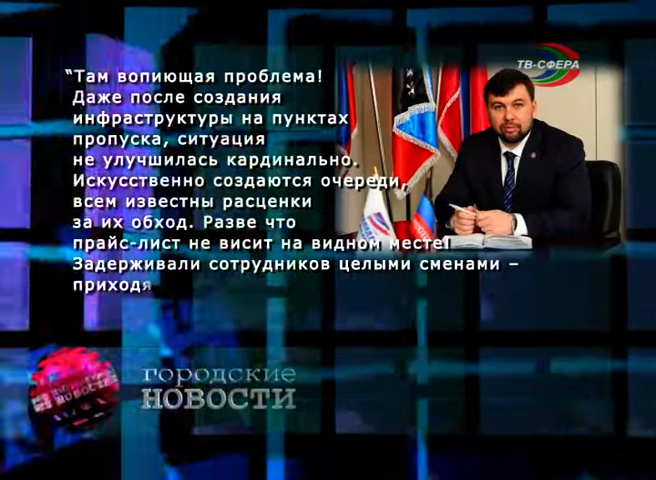 ТВ-СФЕРА
“Там вопиющая проблема!
Даже после создания
инфраструктуры на пунктах
пропуска, ситуация
не улучшилась кардинально.
Искусственно создаются очереди,
всем известны расценки
за их обход. Разве что
прайс-лист не висит на видном месте!
Задерживали сотрудников целыми сменами –
приходя
городские
НОВОСТИ